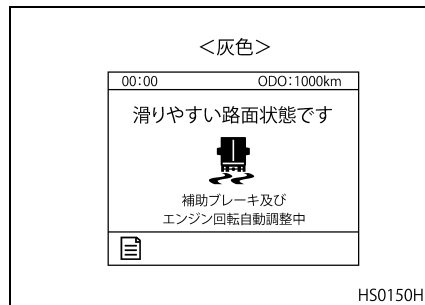 ＜灰色＞
00:00 ODO:1000km
滑りやすい路面状態です
補助ブレーキ及び
エンジン回転自動調整中
HS0150H